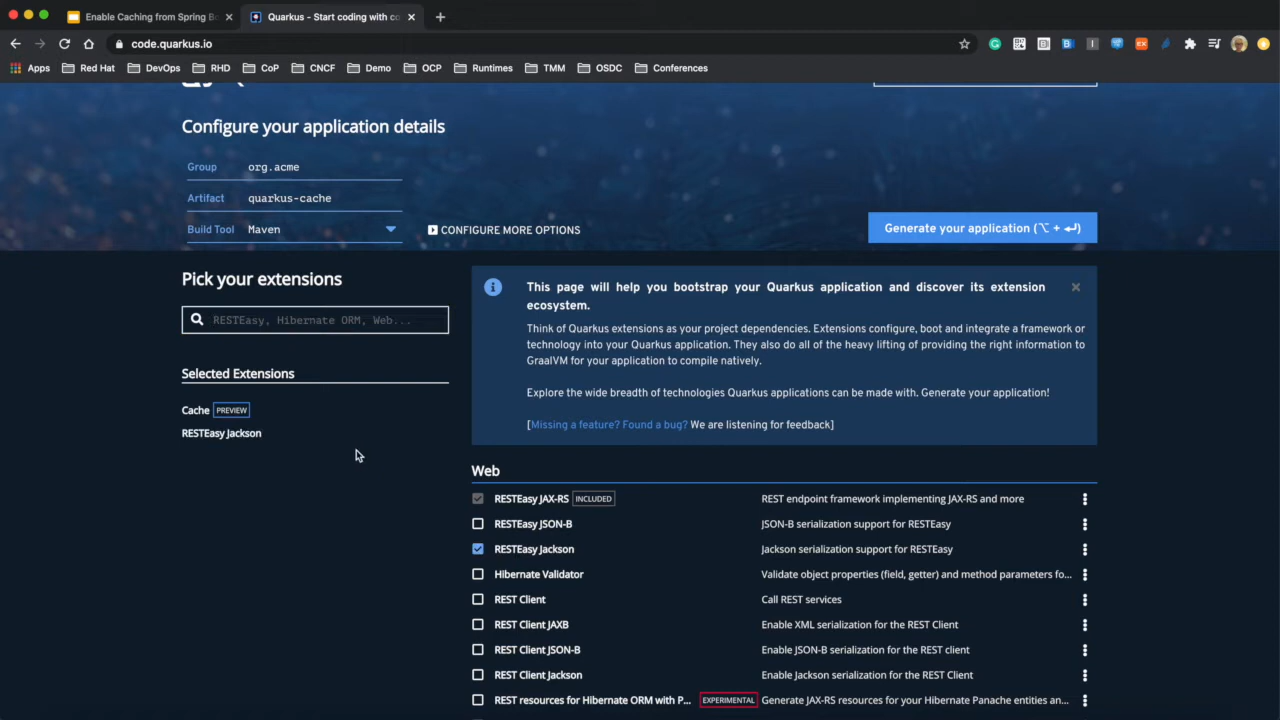 Enable Caching from Spring Bo
Quarkus - Start coding with co
code.quarkus.io
Apps Red Hat DevOps RHD CoP CNCF Demo OCP Runtimes TMM OSDC Conferences
Configure your application details
Group org.acme
Artifact quarkus-cache
Build Tool Maven
CONFIGURE MORE OPTIONS
Generate your application (⌥ + ↵)
Pick your extensions
RESTEasy, Hibernate ORM, Web...
Selected Extensions
Cache PREVIEW
RESTEasy Jackson
This page will help you bootstrap your Quarkus application and discover its extension
ecosystem.
Think of Quarkus extensions as your project dependencies. Extensions configure, boot and integrate a framework or
technology into your Quarkus application. They also do all of the heavy lifting of providing the right information to
GraalVM for your application to compile natively.
Explore the wide breadth of technologies Quarkus applications can be made with. Generate your application!
[Missing a feature? Found a bug? We are listening for feedback]
Web
RESTEasy JAX-RS INCLUDED REST endpoint framework implementing JAX-RS and more
RESTEasy JSON-B JSON-B serialization support for RESTEasy
RESTEasy Jackson Jackson serialization support for RESTEasy
Hibernate Validator Validate object properties (field, getter) and method parameters fo...
REST Client Call REST services
REST Client JAXB Enable XML serialization for the REST Client
REST Client JSON-B Enable JSON-B serialization for the REST client
REST Client Jackson Enable Jackson serialization for the REST Client
REST resources for Hibernate ORM with P... EXPERIMENTAL Generate JAX-RS resources for your Hibernate Panache entities an...